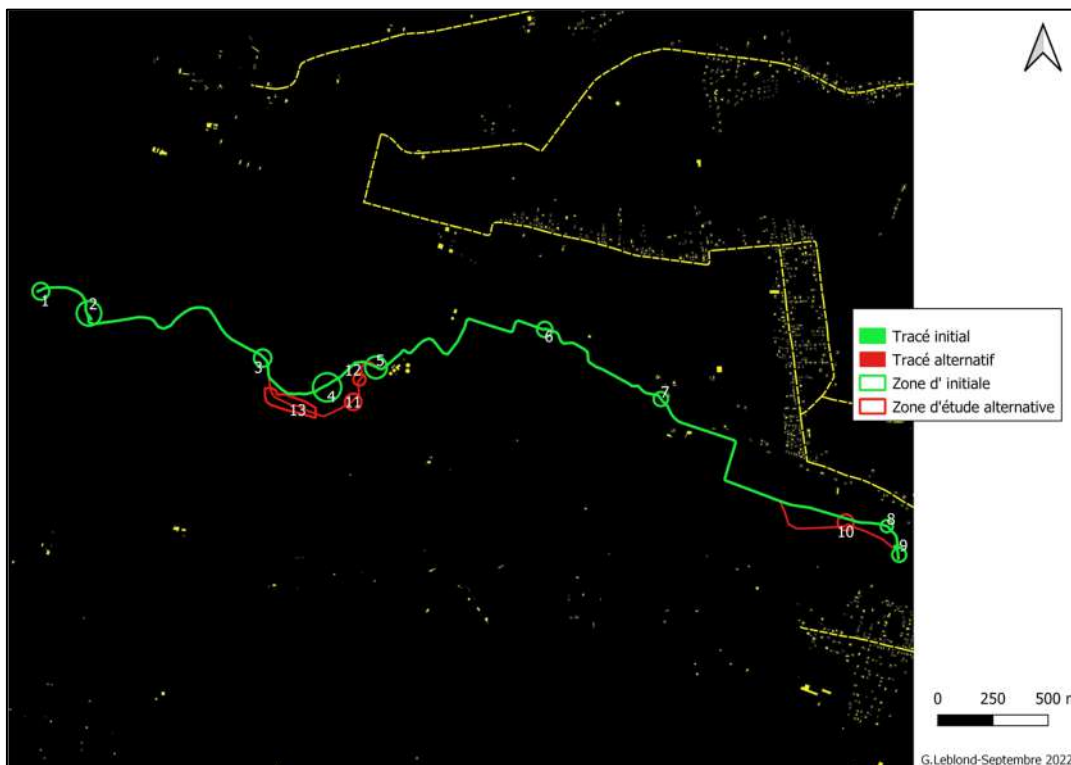 1
2
3
4
5
6
7
8
9
10
11
12
13
Tracé initial
Tracé alternatif
Zone d' initiale
Zone d'étude alternative
0 250 500 m
G.Leblond-Septembre 2022